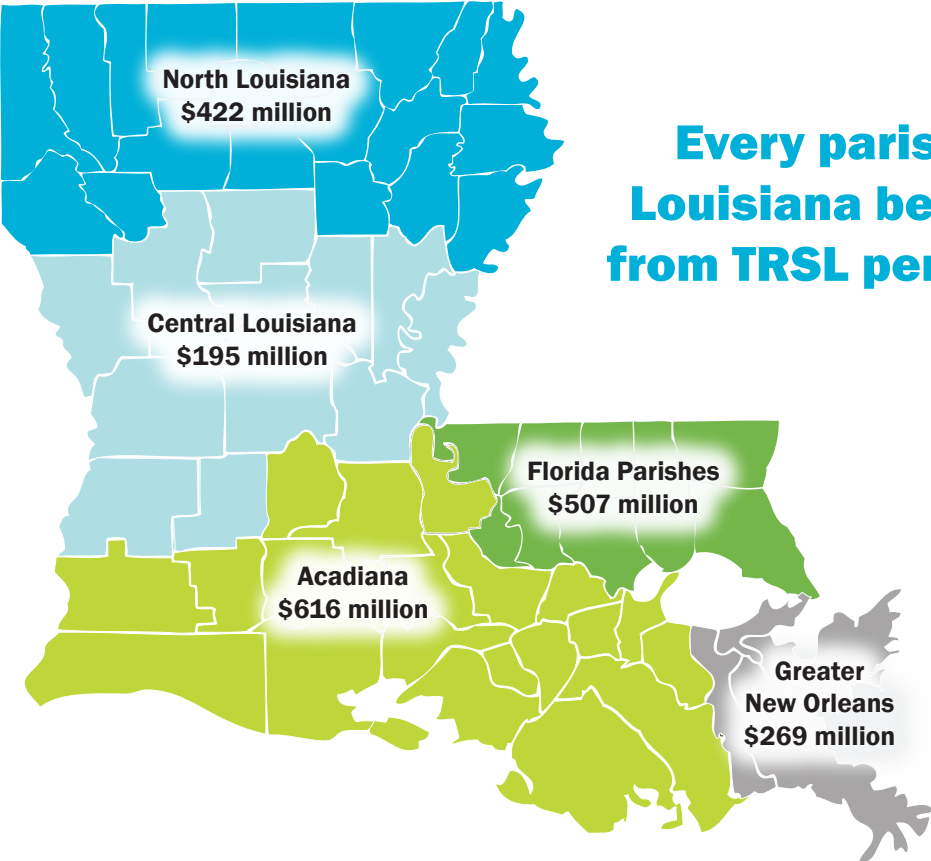 North Louisiana
$422 million
Every paris
Louisiana be
from TRSL per
Central Louisiana
$195 million
Florida Parishes
$507 million
Acadiana
$616 million
Greater
New Orleans
$269 million